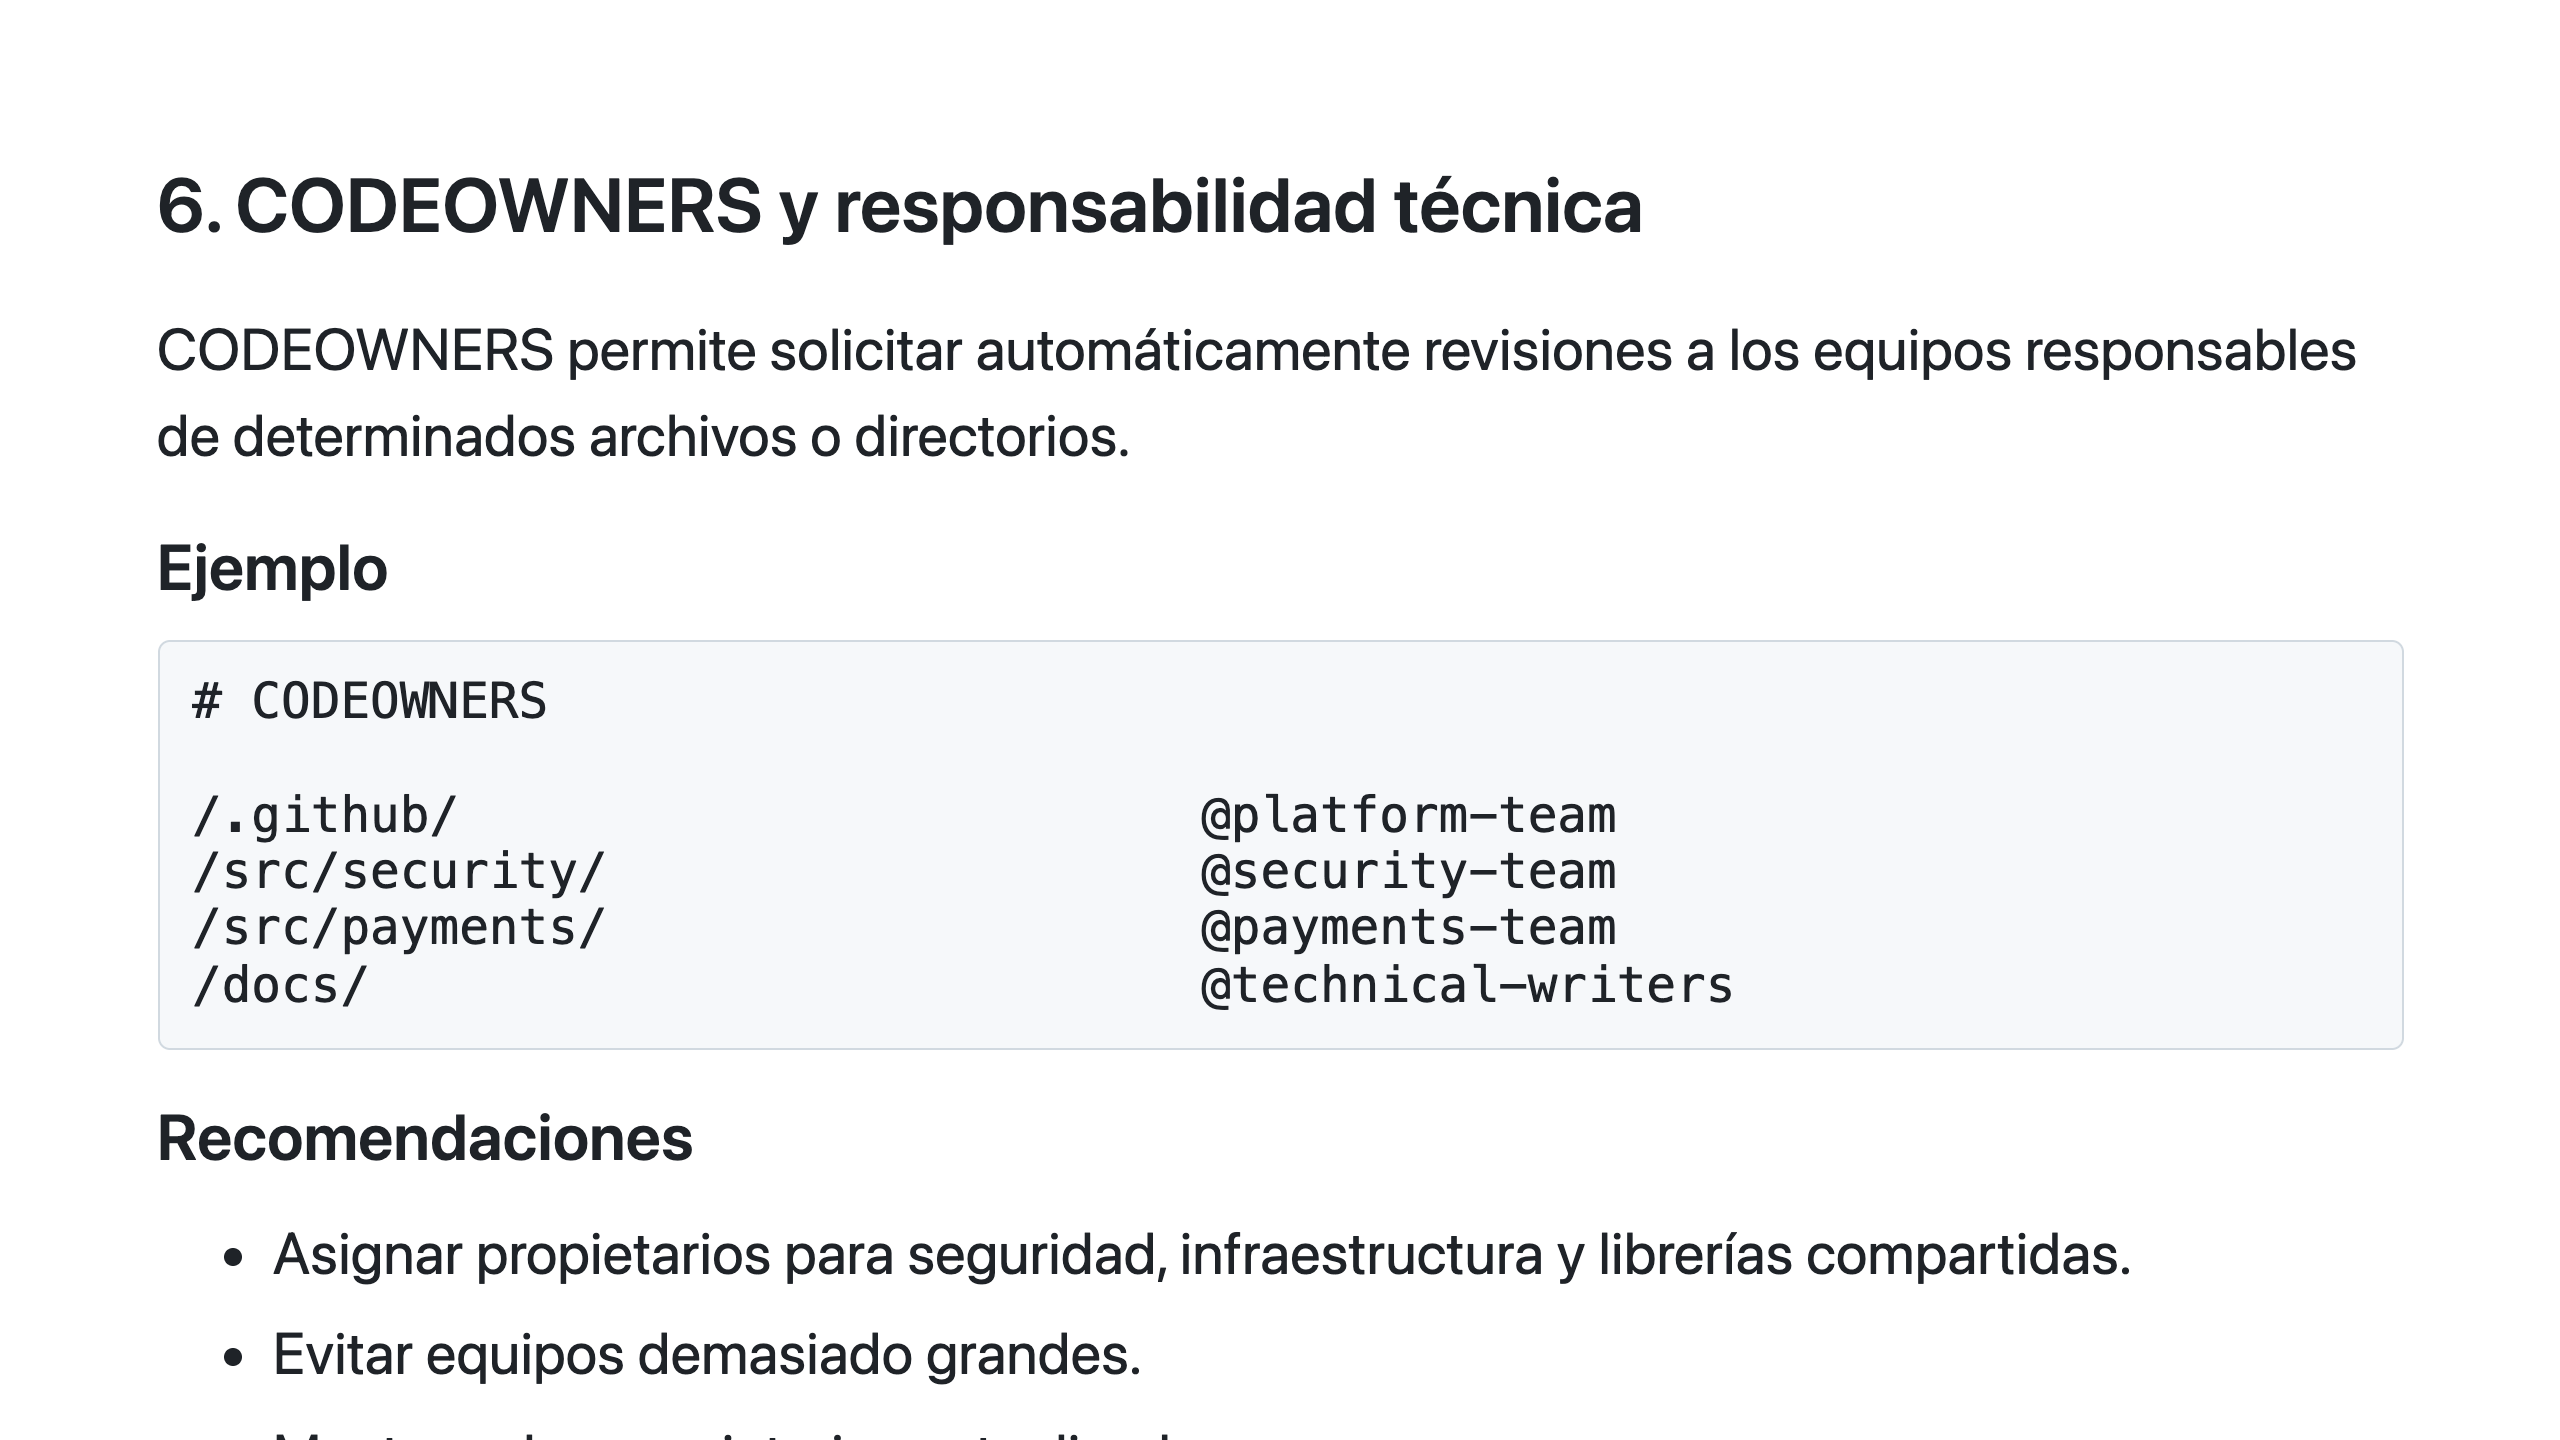 6. CODEOWNERS y responsabilidad técnica
CODEOWNERS permite solicitar automáticamente revisiones a los equipos responsables
de determinados archivos o directorios.
Ejemplo
# CODEOWNERS
/.github/ @platform-team
/src/security/ @security-team
/src/payments/ @payments-team
/docs/ @technical-writers
Recomendaciones
• Asignar propietarios para seguridad, infraestructura y librerías compartidas.
• Evitar equipos demasiado grandes.